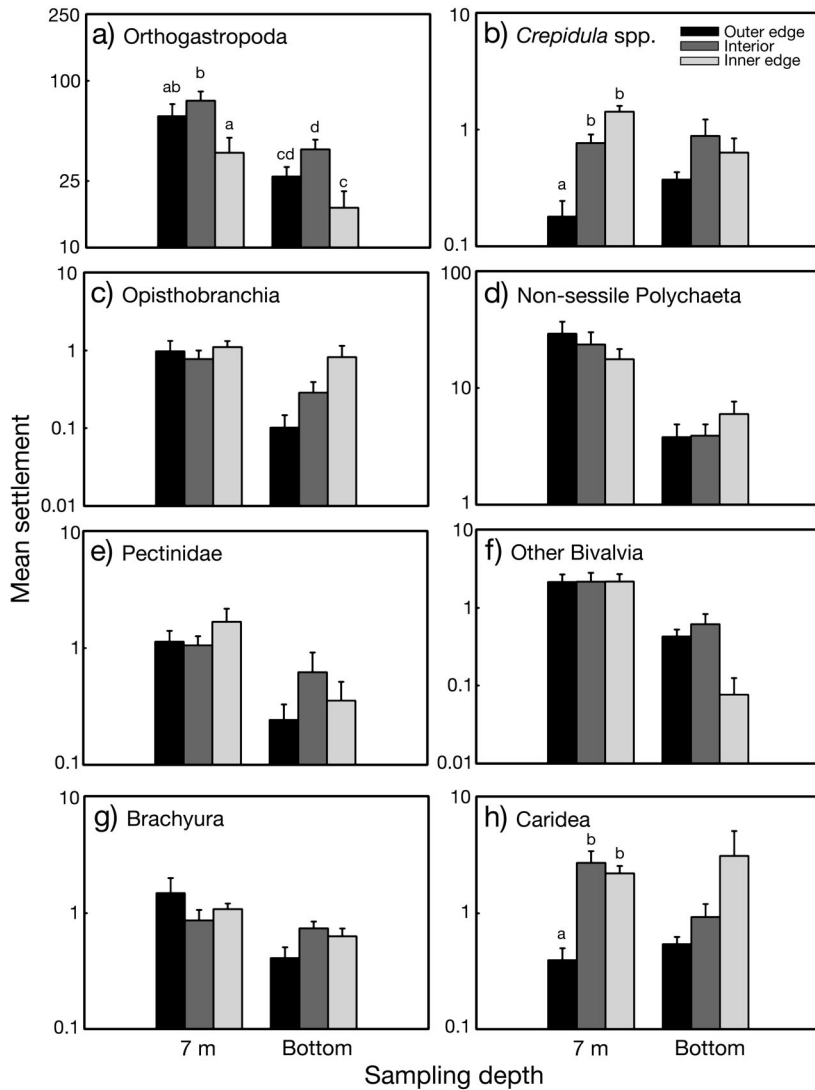 250
a) Orthogastropoda
100
ab
b
a
cd
d
c
25
10
10
b) Crepidula spp.
Outer edge
Interior
Inner edge
1
a
b
b
0.1
10
c) Opisthobranchia
1
0.1
0.01
100
d) Non-sessile Polychaeta
10
1
10
e) Pectinidae
1
0.1
10
f) Other Bivalvia
1
0.1
0.01
10
g) Brachyura
1
0.1
7 m
Bottom
10
h) Caridea
1
a
b
b
0.1
7 m
Bottom
Mean settlement
Sampling depth